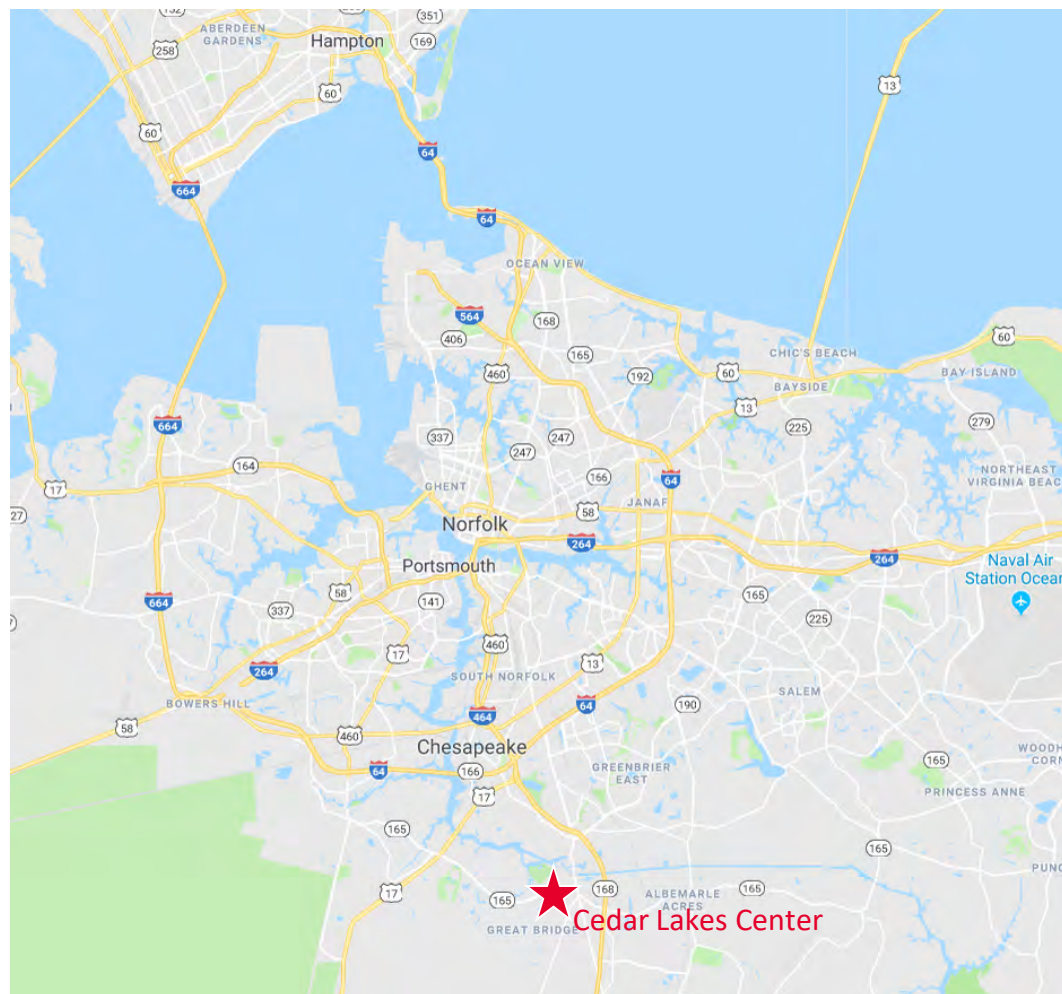 351
ABERDEEN
GARDENS
Hampton
169
258
13
60
60
64
664
64
OCEAN VIEW
564
168
406
165
60
CHIC'S BEACH
460
192
60
BAY ISLAND
BAYSIDE
13
664
225
279
337
247
247
164
NORTHEAST
17
166
64
VIRGINIA BEAC
GHENT
JANAF
27
58
Norfolk
264
264
Portsmouth
Naval Air
Station Ocean
58
165
664
141
337
225
460
17
13
264
SOUTH NORFOLK
SALEM
BOWERS HILL
190
64
464
58
460
Chesapeake
WOODH
CORN
64
166
GREENBRIER
EAST
165
17
PRINCESS ANNE
165
165
PUNG
17
168
165
ALBEMARLE
ACRES
165
Cedar Lakes Center
GREAT BRIDGE